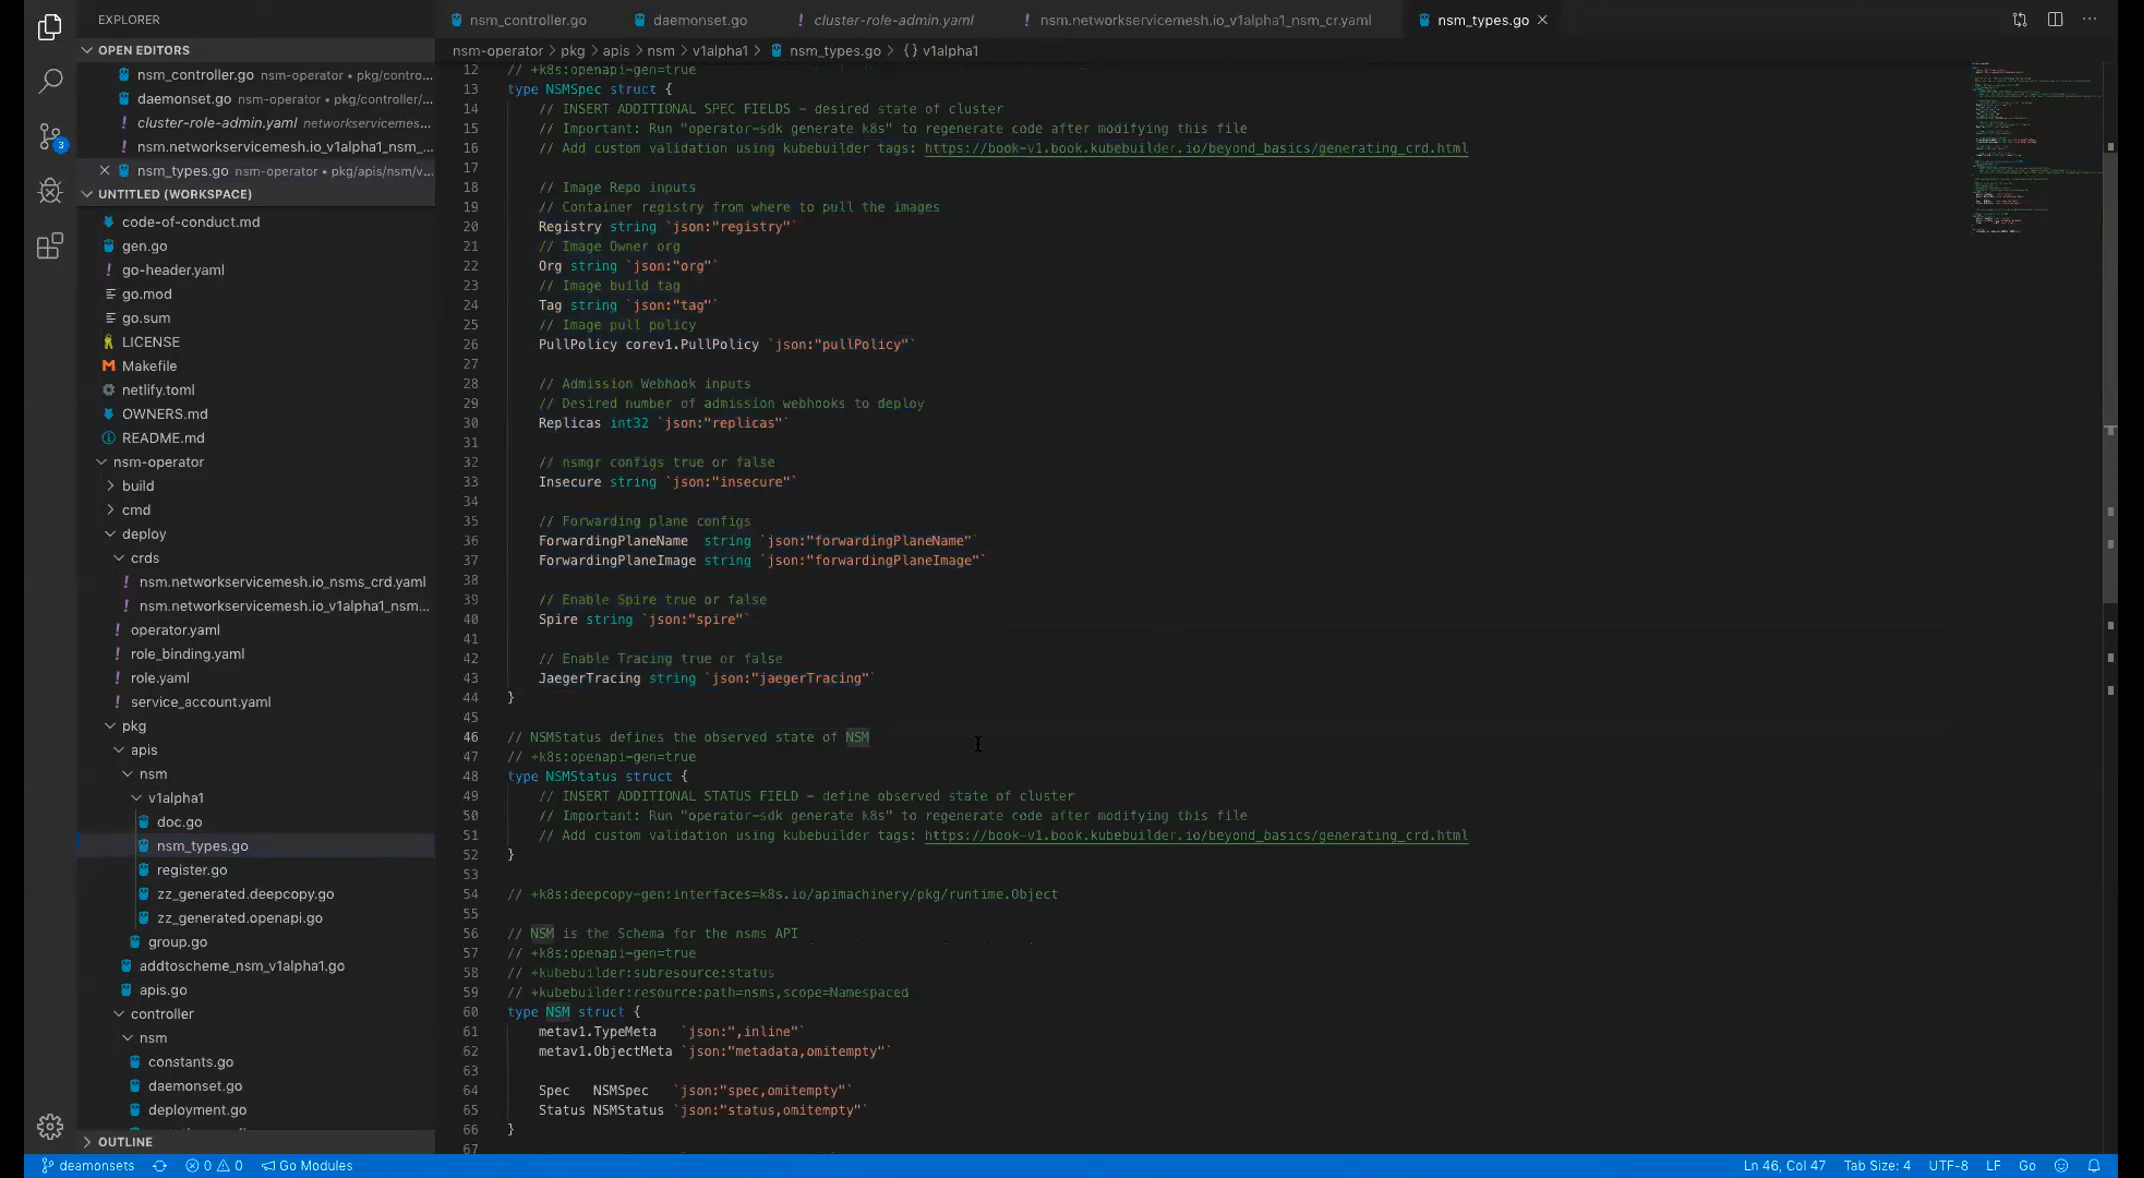 EXPLORER
OPEN EDITORS
nsm_controller.go nsm-operator • pkg/contro...
daemonset.go nsm-operator • pkg/controller/...
! cluster-role-admin.yaml networkservicemes...
! nsm.networkservicemesh.io_v1alpha1_nsm_...
nsm_types.go nsm-operator • pkg/apis/nsm/v...
UNTITLED (WORKSPACE)
code-of-conduct.md
gen.go
! go-header.yaml
go.mod
go.sum
LICENSE
Makefile
netlify.toml
OWNERS.md
README.md
nsm-operator
build
cmd
deploy
crds
! nsm.networkservicemesh.io_nsms_crd.yaml
! nsm.networkservicemesh.io_v1alpha1_nsm...
! operator.yaml
! role_binding.yaml
! role.yaml
! service_account.yaml
pkg
apis
nsm
v1alpha1
doc.go
nsm_types.go
register.go
zz_generated.deepcopy.go
zz_generated.openapi.go
group.go
addtoscheme_nsm_v1alpha1.go
apis.go
controller
nsm
constants.go
daemonset.go
deployment.go
OUTLINE
3
nsm_controller.go daemonset.go ! cluster-role-admin.yaml ! nsm.networkservicemesh.io_v1alpha1_nsm_cr.yaml nsm_types.go
nsm-operator > pkg > apis > nsm > v1alpha1 > nsm_types.go > {} v1alpha1
12 // +k8s:openapi-gen=true
13 type NSMSpec struct {
14 // INSERT ADDITIONAL SPEC FIELDS - desired state of cluster
15 // Important: Run "operator-sdk generate k8s" to regenerate code after modifying this file
16 // Add custom validation using kubebuilder tags: https://book-v1.book.kubebuilder.io/beyond_basics/generating_crd.html
17
18 // Image Repo inputs
19 // Container registry from where to pull the images
20 Registry string `json:"registry"`
21 // Image Owner org
22 Org string `json:"org"`
23 // Image build tag
24 Tag string `json:"tag"`
25 // Image pull policy
26 PullPolicy corev1.PullPolicy `json:"pullPolicy"`
27
28 // Admission Webhook inputs
29 // Desired number of admission webhooks to deploy
30 Replicas int32 `json:"replicas"`
31
32 // nsmgr configs true or false
33 Insecure string `json:"insecure"`
34
35 // Forwarding plane configs
36 ForwardingPlaneName string `json:"forwardingPlaneName"`
37 ForwardingPlaneImage string `json:"forwardingPlaneImage"`
38
39 // Enable Spire true or false
40 Spire string `json:"spire"`
41
42 // Enable Tracing true or false
43 JaegerTracing string `json:"jaegerTracing"`
44 }
45
46 // NSMStatus defines the observed state of NSM
47 // +k8s:openapi-gen=true
48 type NSMStatus struct {
49 // INSERT ADDITIONAL STATUS FIELD - define observed state of cluster
50 // Important: Run "operator-sdk generate k8s" to regenerate code after modifying this file
51 // Add custom validation using kubebuilder tags: https://book-v1.book.kubebuilder.io/beyond_basics/generating_crd.html
52 }
53
54 // +k8s:deepcopy-gen:interfaces=k8s.io/apimachinery/pkg/runtime.Object
55
56 // NSM is the Schema for the nsms API
57 // +k8s:openapi-gen=true
58 // +kubebuilder:subresource:status
59 // +kubebuilder:resource:path=nsms,scope=Namespaced
60 type NSM struct {
61 metav1.TypeMeta `json:",inline"`
62 metav1.ObjectMeta `json:"metadata,omitempty"`
63
64 Spec NSMSpec `json:"spec,omitempty"`
65 Status NSMStatus `json:"status,omitempty"`
66 }
67
deamonsets 0 0 Go Modules Ln 46, Col 47 Tab Size: 4 UTF-8 LF Go